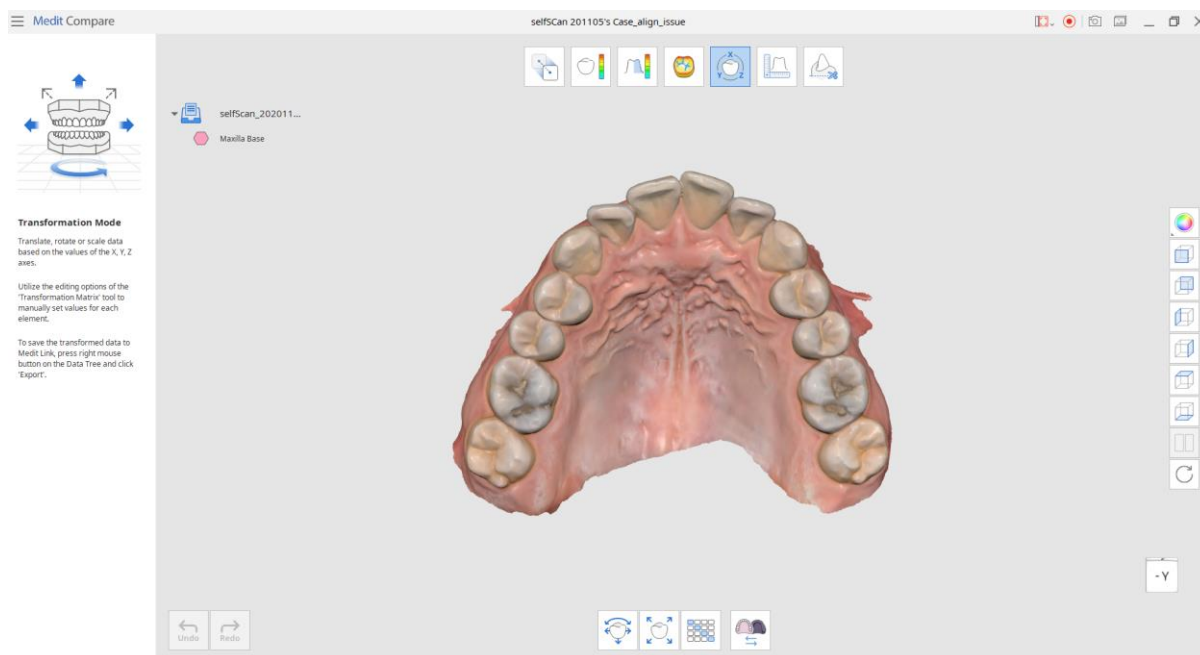 Medit Compare
selfSCan 201105's Case_align_issue
X
Y Z
selfScan_202011...
Maxilla Base
Transformation Mode
Translate, rotate or scale data
based on the values of the X, Y, Z
axes.
Utilize the editing options of the
'Transformation Matrix' tool to
manually set values for each
element.
To save the transformed data to
Medit Link, press right mouse
button on the Data Tree and click
'Export'.
- Y
Undo
Redo